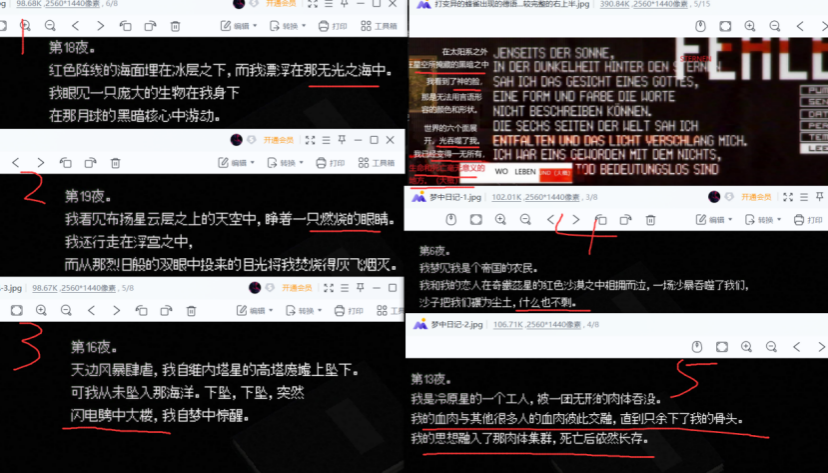 pg 98.68K ,2560*1440像素, 6/8
开通会员
编辑 转换 打印 工具箱
1
第18夜。
红色阵线的海面埋在冰层之下,而我漂浮在那无光之海中。
我眼见一只庞大的生物在我身下
在那月球的黑暗核心中游动。
开通会员
编辑 转换 打印 工具箱
2
第19夜。
我看见布扬星云层之上的天空中,睁着一只燃烧的眼睛。
我还行走在浮宫之中,
而从那烈日般的双眼中投来的目光将我焚烧得灰飞烟灭。
-3.jpg 98.67K ,2560*1440像素, 5/8
开通会员
编辑 转换 打印 工具
3
第16夜。
天边风暴肆虐,我自维内塔星的高塔废墟上坠下。
可我从未坠入那海洋。下坠,下坠,突然
闪电劈中大楼,我自梦中惊醒。
打变异的蜂雀出现的德语...较完整的右上半.jpg 390.84K ,2560*1440像素, 5/15
在太阳系之外
在星空所掩藏的黑暗之中
我看到了神的脸,
那是无法用言语形
容的颜色和形状。
世界的六个面展
开,光吞噬了我。
我已经变得一无所有,
JENSEITS DER SONNE,
IN DER DUNKELHEIT HINTER DEN STERNEN
SAH ICH DAS GESICHT EINES GOTTES,
EINE FORM UND FARBE DIE WORTE
NICHT BESCHREIBEN KÖNNEN.
DIE SECHS SEITEN DER WELT SAH ICH
ENTFALTEN UND DAS LICHT VERSCHLANG MICH.
ICH WAR EINS GEWORDEN MIT DEM NICHTS,
WO LEBEN UND TOD BEDEUTUNGSLOS SIND
FEHLE
梦中日记-1.jpg 102.01K ,2560*1440像素, 3/8
开通会员
编辑 转换 打印
4
第6夜。
我梦见我是个帝国的农民。
我和我的恋人在奇蒂菈星的红色沙漠之中相拥而泣,一场沙暴吞噬了我们,
沙子把我们碾为尘土,什么也不剩。
梦中日记-2.jpg 106.71K ,2560*1440像素, 4/8
5
第13夜。
我是冷原星的一个工人,被一团无形的肉体吞没。
我的血肉与其他很多人的血肉彼此交融,直到只余下了我的骨头。
我的思想融入了那肉体集群,死亡后依然长存。